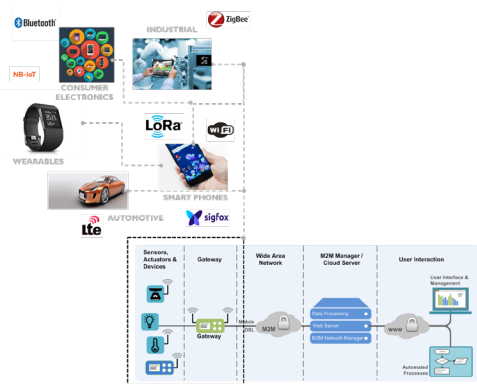 Bluetooth®
ZigBee®
INDUSTRIAL
NB-IoT
CONSUMER
ELECTRONICS
LoRa
WiFi
WEARABLES
SMART PHONES
AUTOMOTIVE
Lte
sigfox
Sensors,
Actuators &
Devices
Gateway
Wide Area
Network
M2M Manager /
Cloud Server
User Interaction
User Interface &
Management
Data Processing
Web Server
M2M Network Manager
Mobile
DSL
M2M
www
Gateway
Automated
Processes